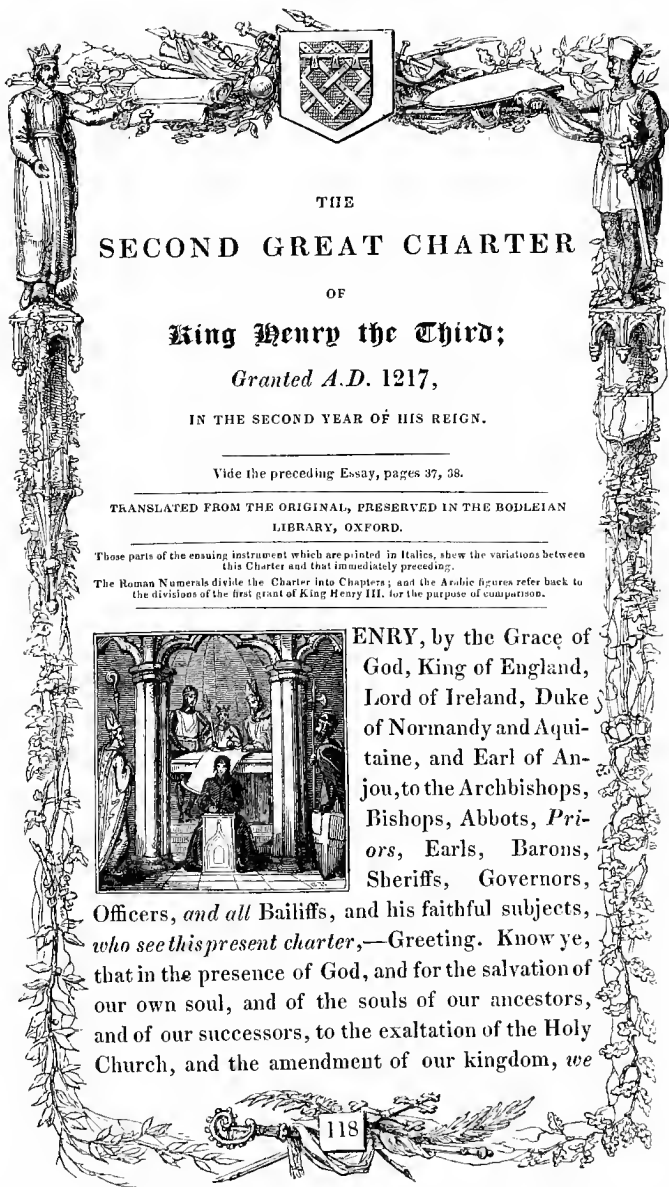 THE
SECOND GREAT CHARTER
OF
King Henry the Third;
Granted A.D. 1217,
IN THE SECOND YEAR OF HIS REIGN.
Vide the preceding Essay, pages 37, 38.
TRANSLATED FROM THE ORIGINAL, PRESERVED IN THE BODLEIAN
LIBRARY, OXFORD.
Those parts of the ensuing instrument which are printed in Italics, shew the variations between
this Charter and that immediately preceding.
The Roman Numerals divide the Charter into Chapters; and the Arabic figures refer back to
the divisions of the first grant of King Henry III. for the purpose of comparison.
ENRY, by the Grace of
God, King of England,
Lord of Ireland, Duke
of Normandy and Aqui-
taine, and Earl of An-
jou, to the Archbishops,
Bishops, Abbots, Pri-
ors, Earls, Barons,
Sheriffs, Governors,
Officers, and all Bailiffs, and his faithful subjects,
who see this present charter,—Greeting. Know ye,
that in the presence of God, and for the salvation of
our own soul, and of the souls of our ancestors,
and of our successors, to the exaltation of the Holy
Church, and the amendment of our kingdom, we
118